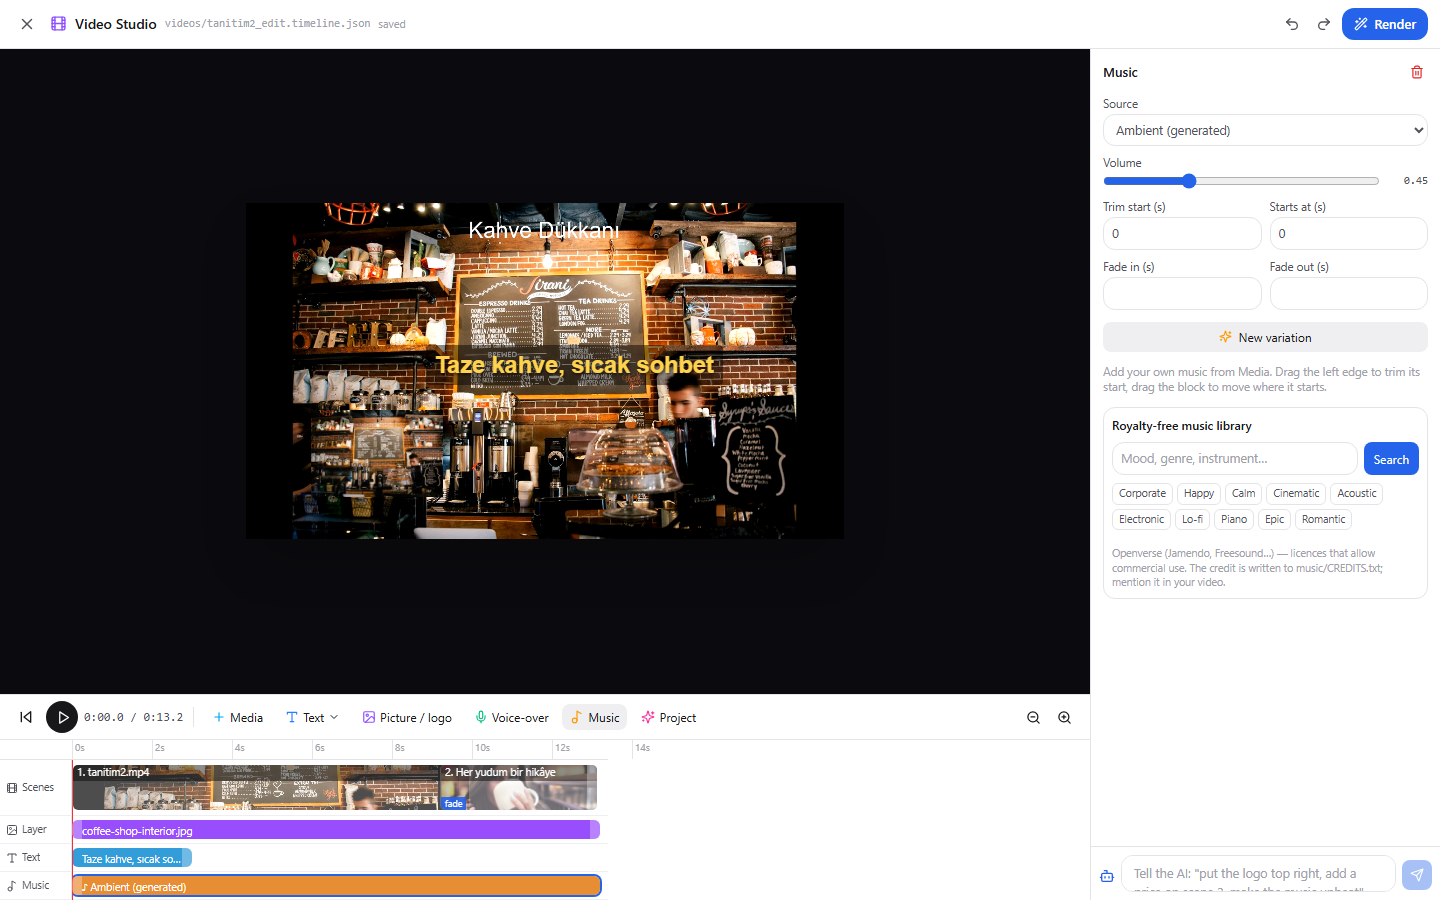 Video Studio videos/tanitim2_edit.timeline.json saved
Render
Music
Source
Ambient (generated)
Volume
0.45
Trim start (s) Starts at (s)
0 0
Fade in (s) Fade out (s)
New variation
Add your own music from Media. Drag the left edge to trim its
start, drag the block to move where it starts.
Royalty-free music library
Mood, genre, instrument...
Search
Corporate Happy Calm Cinematic Acoustic
Electronic Lo-fi Piano Epic Romantic
Openverse (Jamendo, Freesound...) — licences that allow
commercial use. The credit is written to music/CREDITS.txt;
mention it in your video.
Kahve Dükkanı
ESPRESSO DRINKS
TEA DRINKS
Taze kahve, sıcak sohbet
0:00.0 / 0:13.2
Media Text Picture / logo Voice-over Music Project
0s 2s 4s 6s 8s 10s 12s 14s
Scenes
1. tanitim2.mp4
2. Her yudum bir hikâye
fade
Layer
coffee-shop-interior.jpg
Text
Taze kahve, sıcak so...
Music
Ambient (generated)
Tell the AI: "put the logo top right, add a